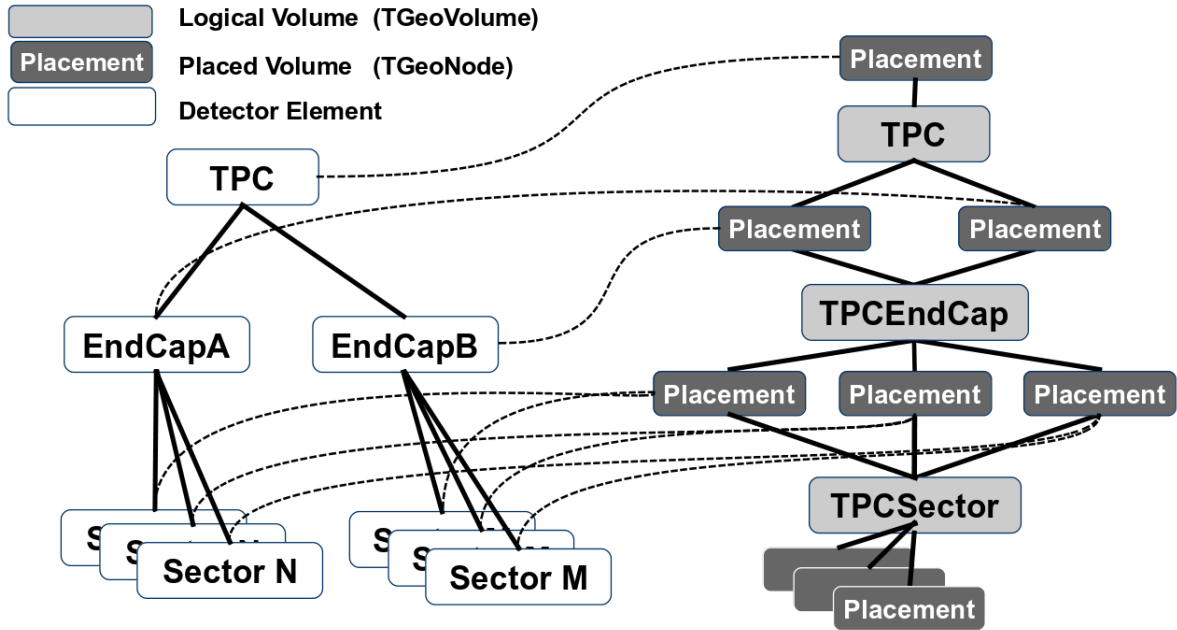 Logical Volume (TGeoVolume)
Placement
Placed Volume (TGeoNode)
Detector Element
Placement
TPC
TPC
Placement
Placement
EndCapA
EndCapB
TPCEndCap
Placement
Placement
Placement
TPCSector
S
S
Sector N
S
S
Sector M
Placement